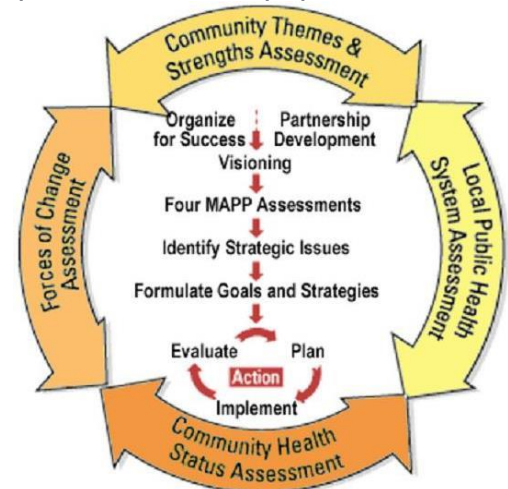 Community Themes &
Strengths Assessment
Organize
for Success
Partnership
Development
Visioning
Four MAPP Assessments
Identify Strategic Issues
Formulate Goals and Strategies
Evaluate
Plan
Action
Implement
Forces of Change
Assessment
Local Public Health
System Assessment
Community Health
Status Assessment